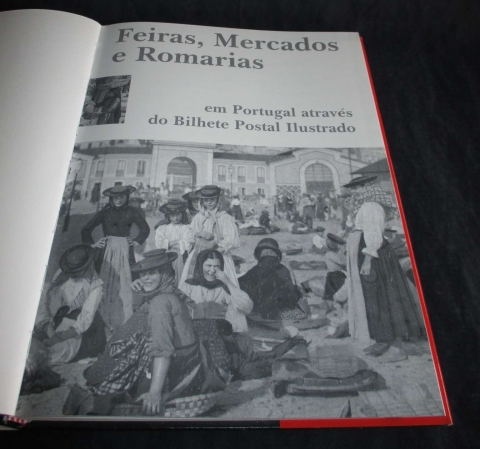 Feiras, Mercados
e Romarias
em Portugal através
do Bilhete Postal Ilustrado